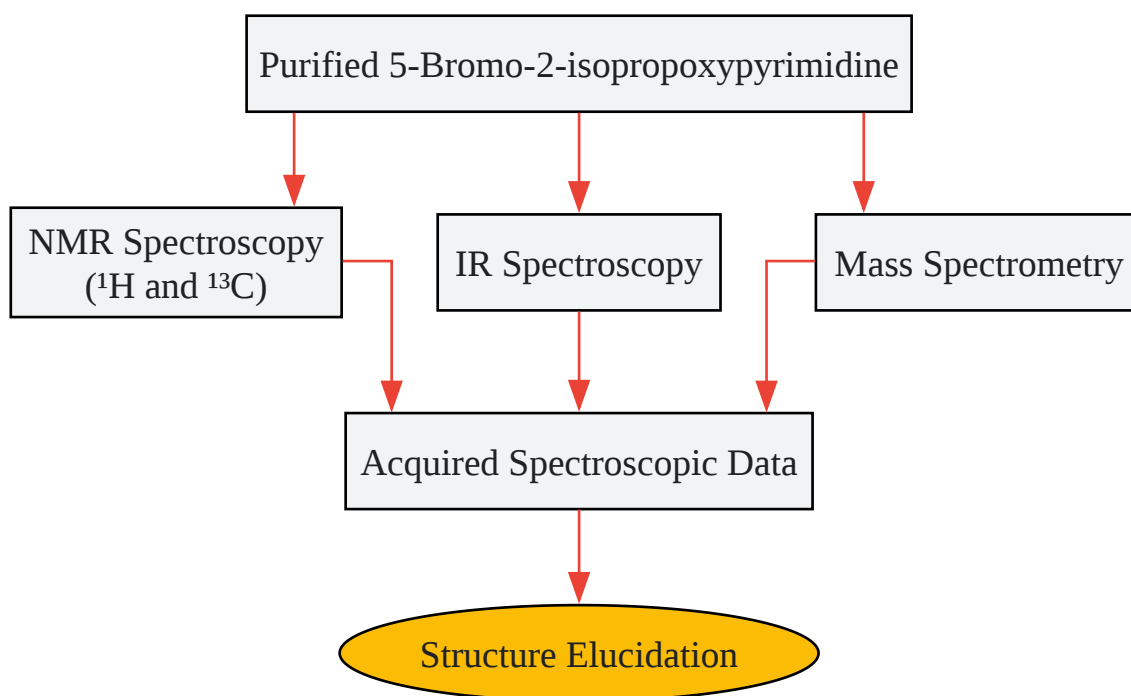 Purified 5-Bromo-2-isopropoxypyrimidine
NMR Spectroscopy
(¹H and ¹³C)
IR Spectroscopy
Mass Spectrometry
Acquired Spectroscopic Data
Structure Elucidation